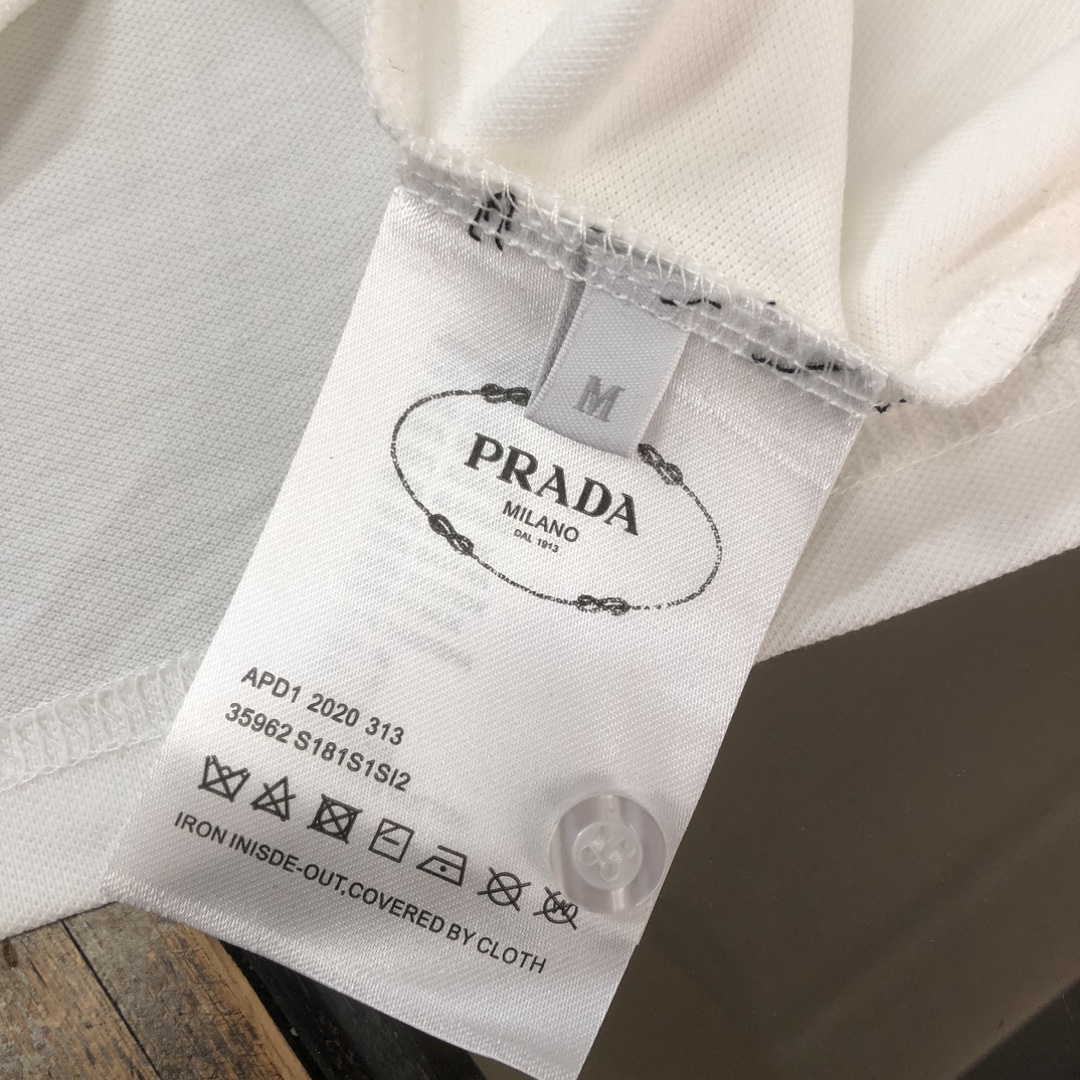 M
PRADA
MILANO
DAL 1913
APD1 2020 313
35962 S181S1SI2
IRON INISDE-OUT,COVERED BY CLOTH